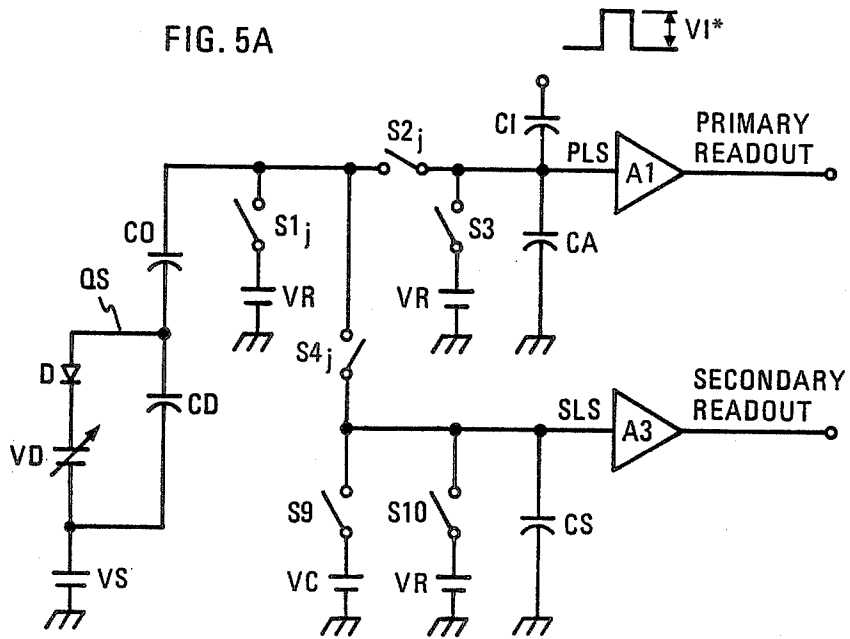 FIG. 5A
VI*
CI
S2j
PLS
A1
PRIMARY
READOUT
CO
S1j
S3
CA
VR
VR
QS
S4j
D
CD
SLS
A3
SECONDARY
READOUT
VD
S9
S10
CS
VS
VC
VR